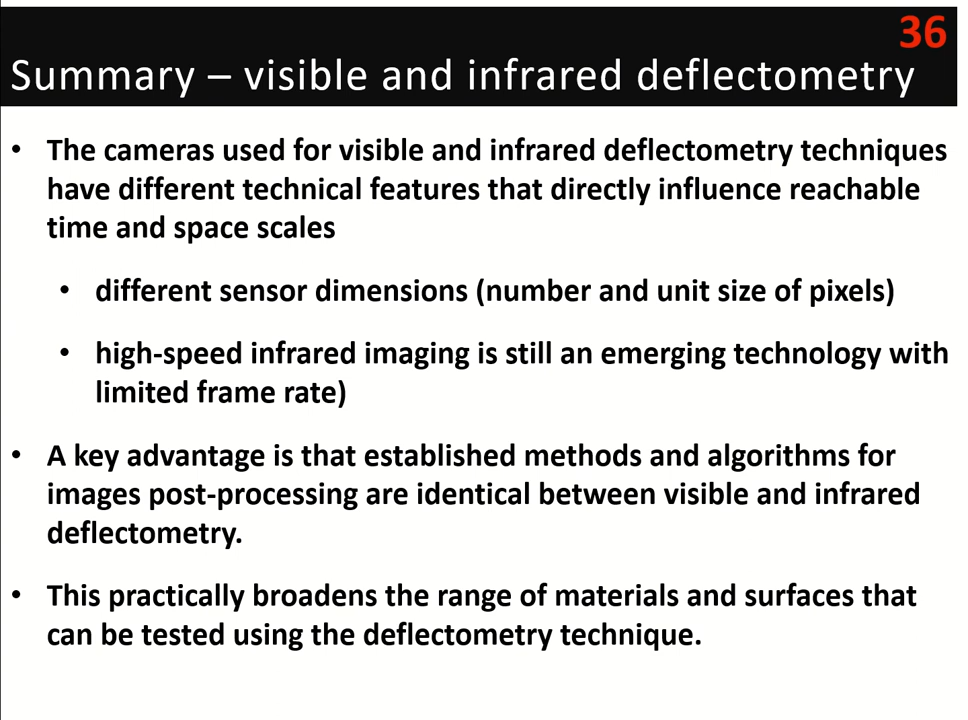 36
Summary – visible and infrared deflectometry
• The cameras used for visible and infrared deflectometry techniques
have different technical features that directly influence reachable
time and space scales
• different sensor dimensions (number and unit size of pixels)
• high-speed infrared imaging is still an emerging technology with
limited frame rate)
• A key advantage is that established methods and algorithms for
images post-processing are identical between visible and infrared
deflectometry.
• This practically broadens the range of materials and surfaces that
can be tested using the deflectometry technique.